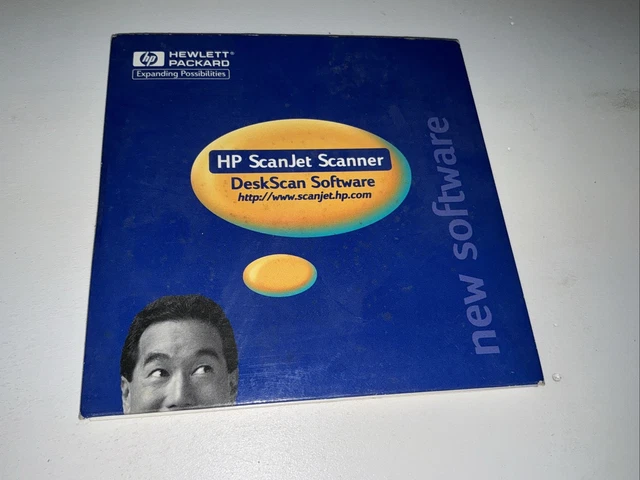 hp HEWLETT®
PACKARD
Expanding Possibilities
HP ScanJet Scanner
DeskScan Software
http://www.scanjet.hp.com
new software